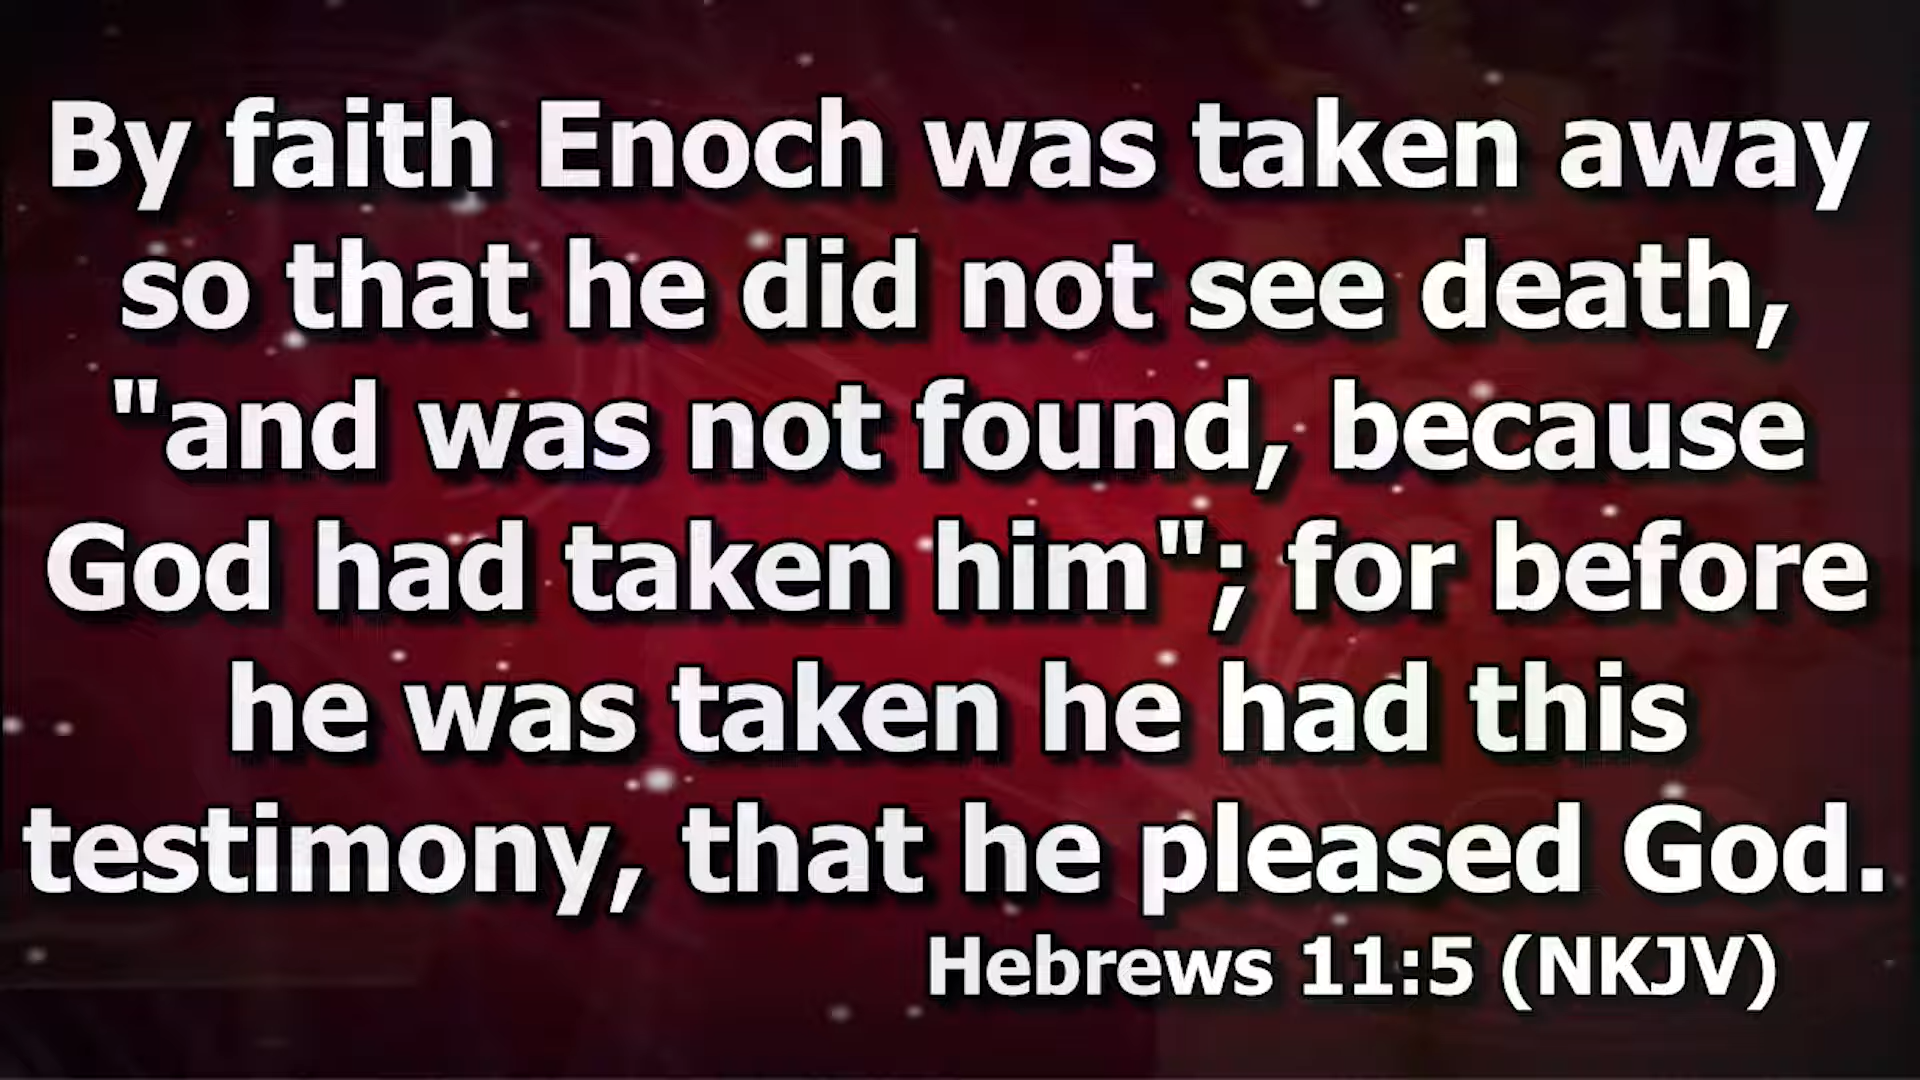 By faith Enoch was taken away
so that he did not see death,
"and was not found, because
God had taken him"; for before
he was taken he had this
testimony, that he pleased God.
Hebrews 11:5 (NKJV)